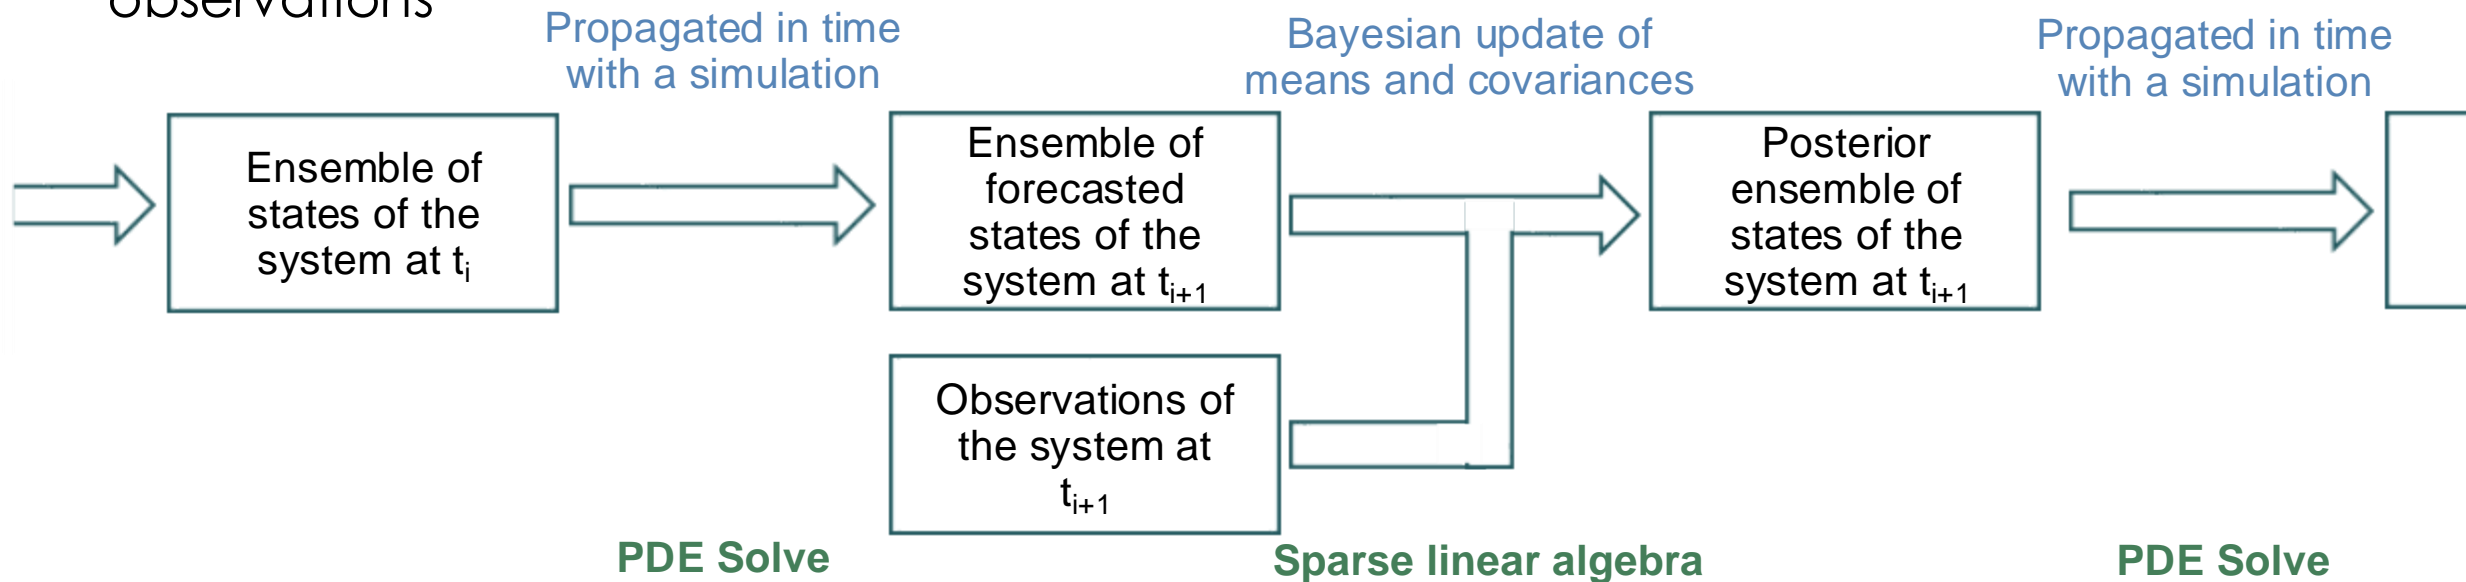 observations
Propagated in time
with a simulation
Bayesian update of
means and covariances
Propagated in time
with a simulation
Ensemble of
states of the
system at tᵢ
Ensemble of
forecasted
states of the
system at tᵢ₊₁
Posterior
ensemble of
states of the
system at tᵢ₊₁
Observations of
the system at
tᵢ₊₁
PDE Solve
Sparse linear algebra
PDE Solve